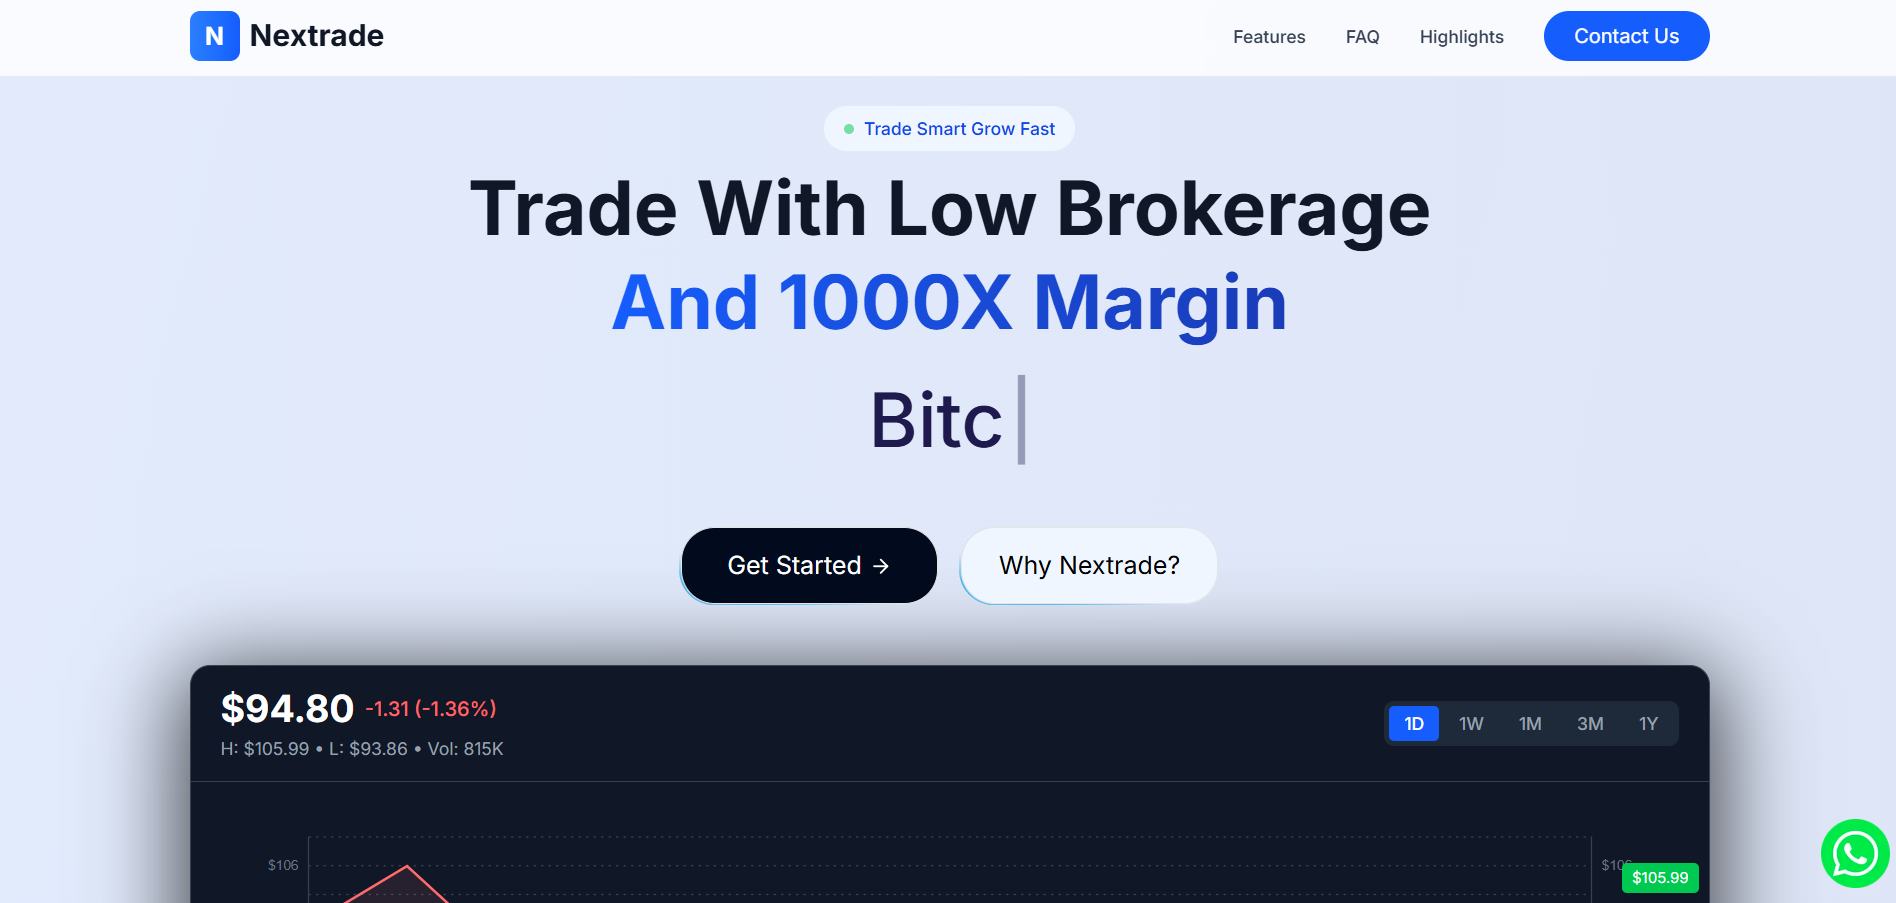 N Nextrade
Features FAQ Highlights Contact Us
Trade Smart Grow Fast
Trade With Low Brokerage
And 1000X Margin
Bitc
Get Started →
Why Nextrade?
$94.80 -1.31 (-1.36%)
H: $105.99 • L: $93.86 • Vol: 815K
1D 1W 1M 3M 1Y
$106
$105.99